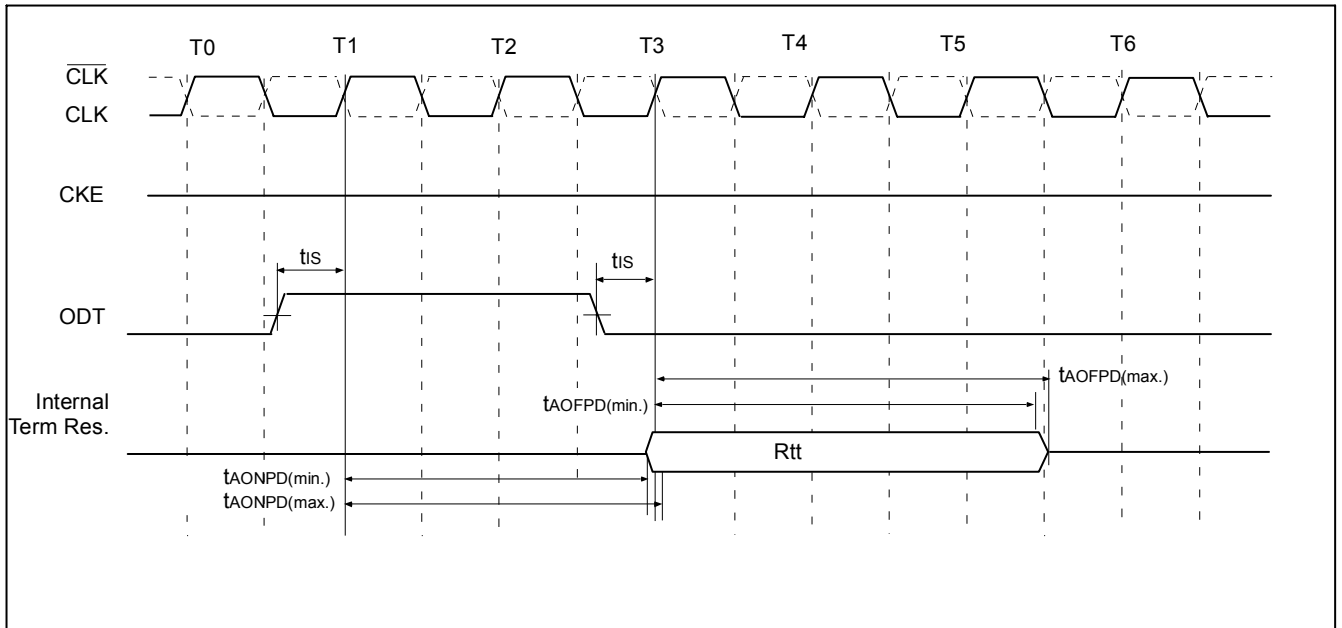 T0 T1 T2 T3 T4 T5 T6
CLK
CLK
CKE
tIS
tIS
ODT
tAOFPD(max.)
tAOFPD(min.)
Internal
Term Res.
Rtt
tAONPD(min.)
tAONPD(max.)